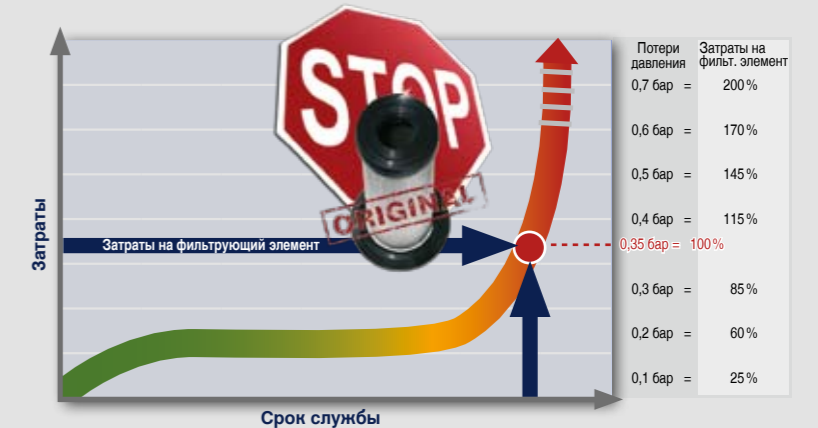 STOP
ORIGINAL
Затраты
Затраты на фильтрующий элемент
Срок службы
Потери давления
Затраты на фильт. элемент
0,7 бар = 200%
0,6 бар = 170%
0,5 бар = 145%
0,4 бар = 115%
0,35 бар = 100%
0,3 бар = 85%
0,2 бар = 60%
0,1 бар = 25%